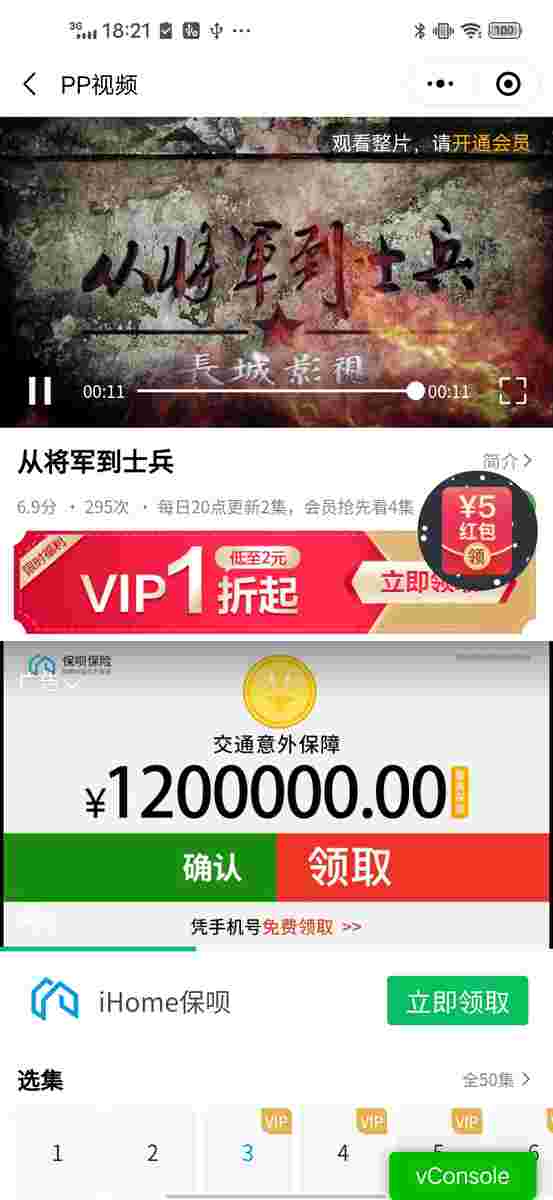 3G 18:21 100
PP视频
观看整片，请开通会员
从将军到士兵
長城影視
00:11 00:11
从将军到士兵 简介
6.9分 · 295次 · 每日20点更新2集，会员抢先看4集
¥5
红包
领
限时福利
低至2元
VIP1折起
立即领取
保呗保险
广告
交通意外保障
¥1200000.00
确认 领取
凭手机号免费领取 >>
iHome保呗 立即领取
选集 全50集
VIP VIP VIP
1 2 3 4 5 6
vConsole